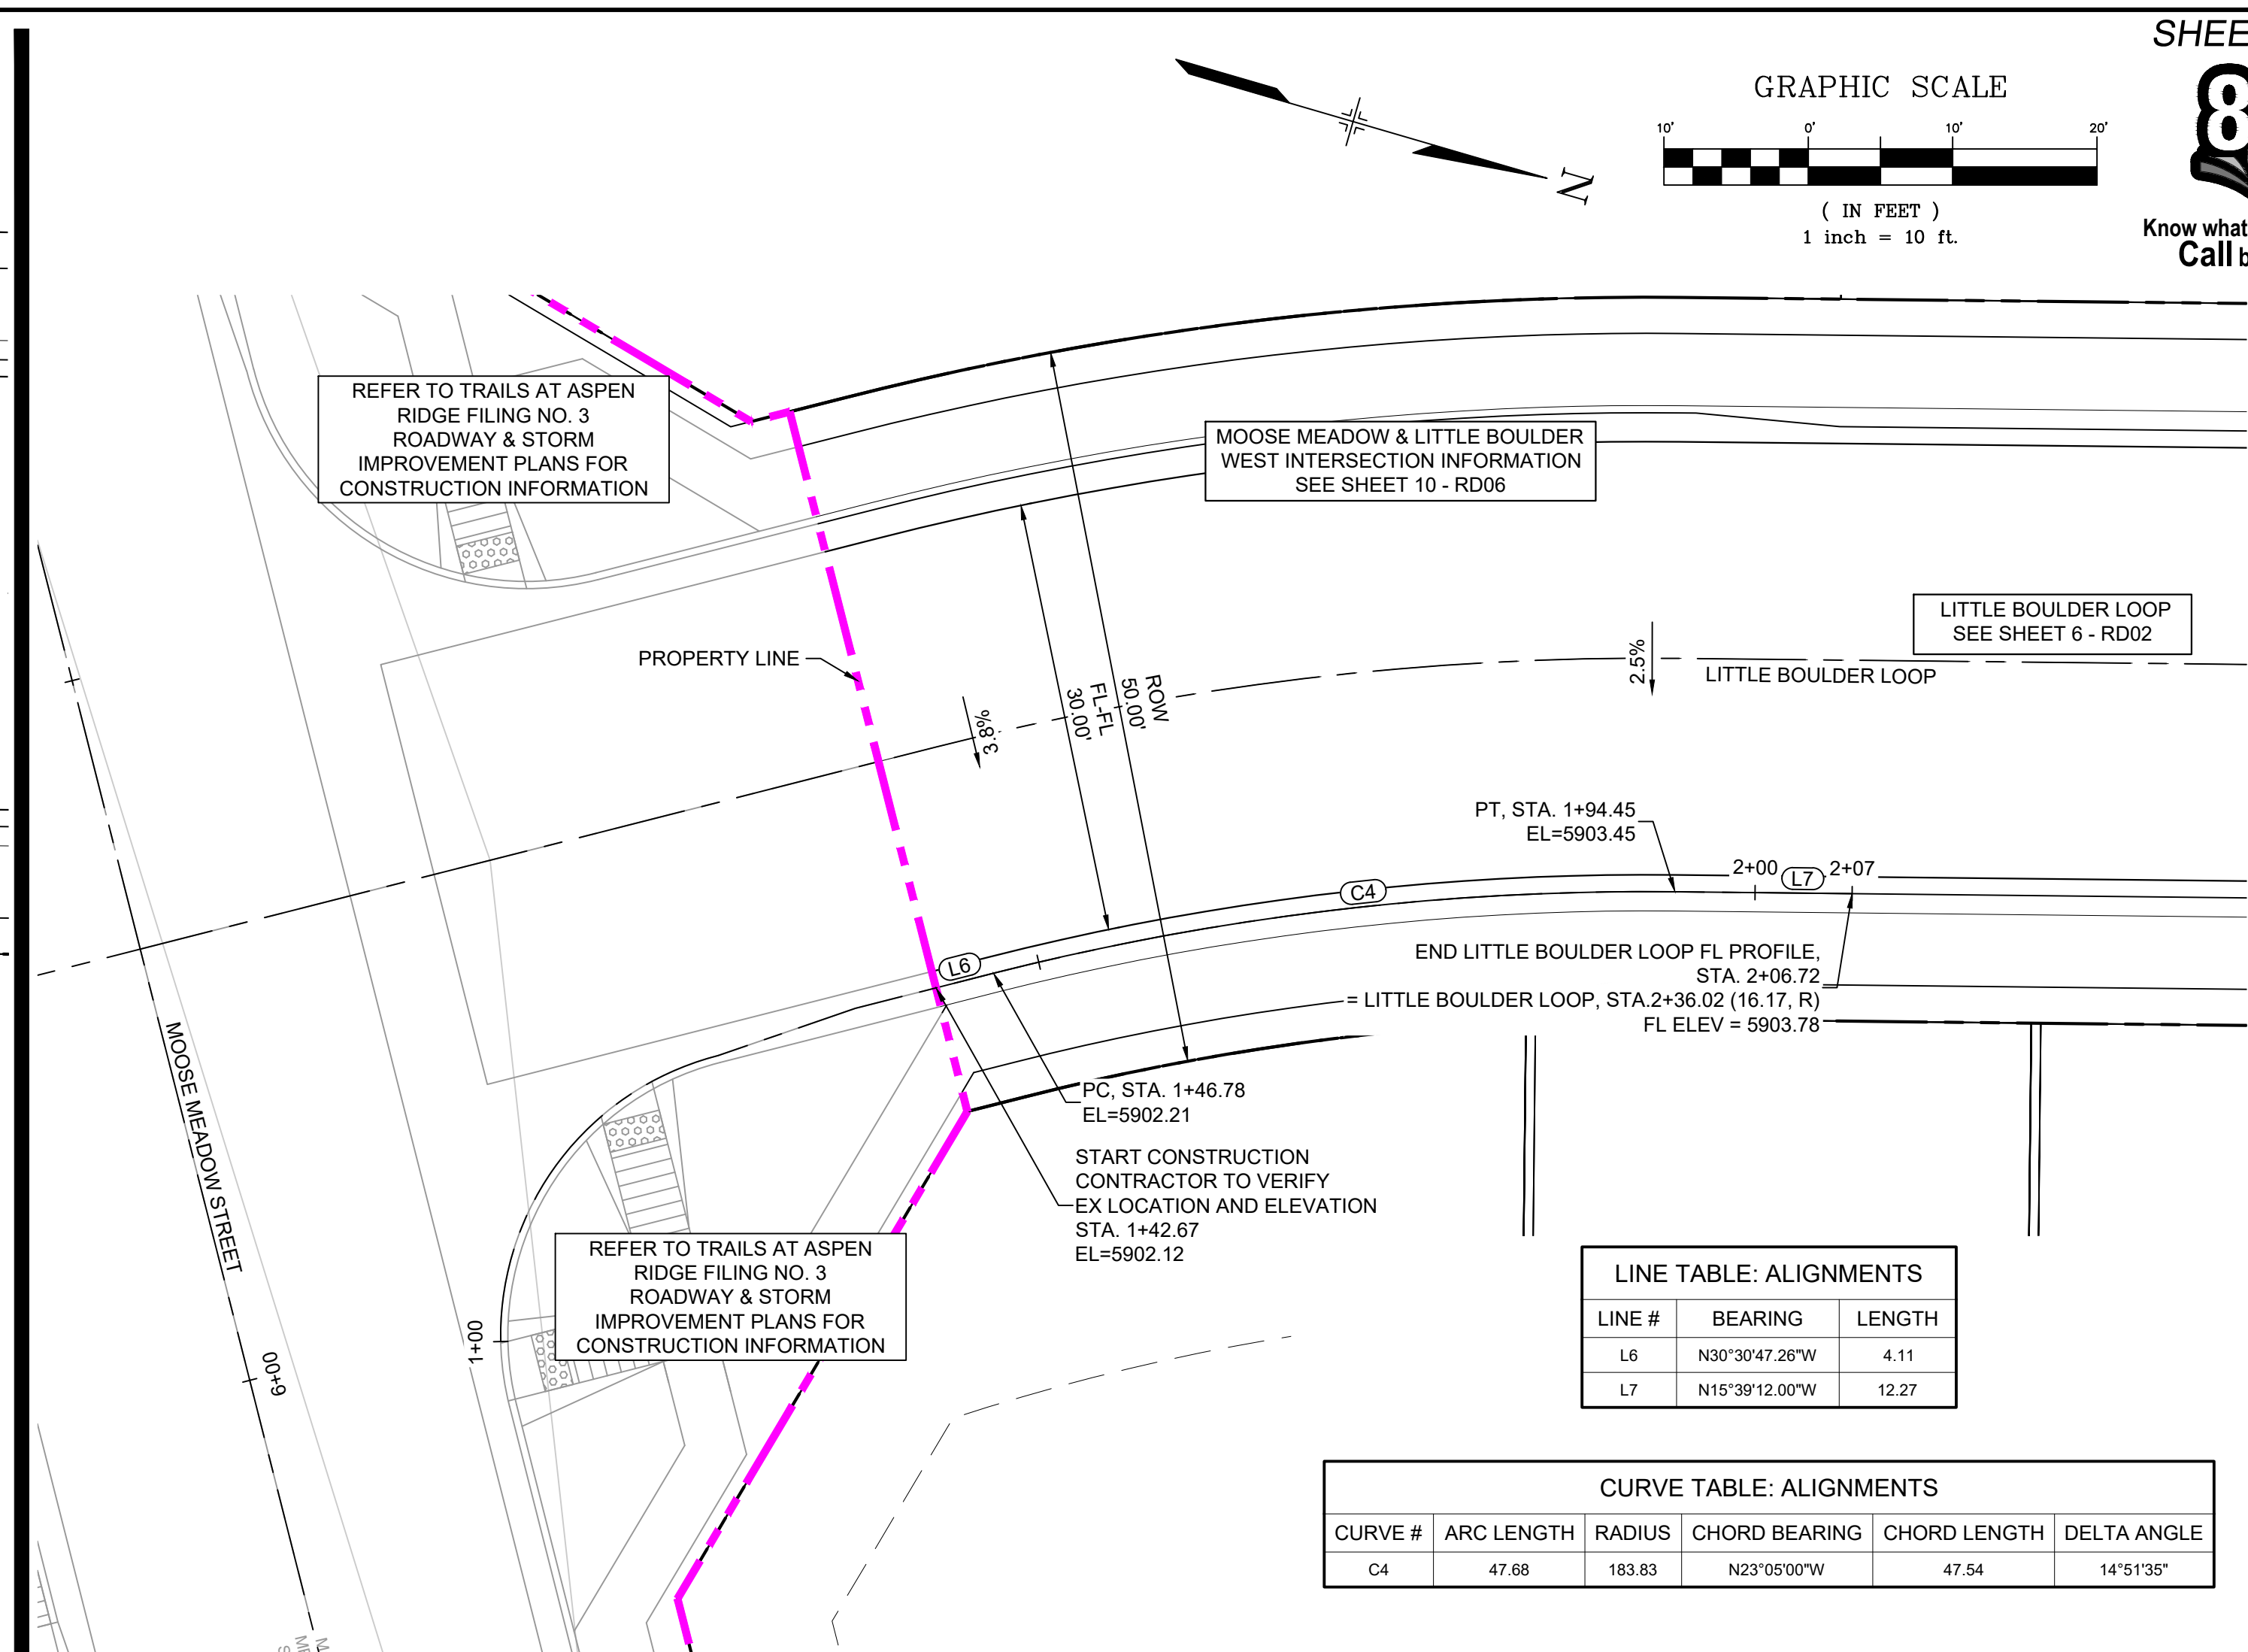 SHEE
8
Know what
Call b
GRAPHIC SCALE
10' 0' 10' 20'
( IN FEET )
1 inch = 10 ft.
N
REFER TO TRAILS AT ASPEN
RIDGE FILING NO. 3
ROADWAY & STORM
IMPROVEMENT PLANS FOR
CONSTRUCTION INFORMATION
MOOSE MEADOW & LITTLE BOULDER
WEST INTERSECTION INFORMATION
SEE SHEET 10 - RD06
LITTLE BOULDER LOOP
SEE SHEET 6 - RD02
PROPERTY LINE
3.8%
FL-FL
30.00'
ROW
50.00'
2.5%
LITTLE BOULDER LOOP
PT, STA. 1+94.45
EL=5903.45
C4
2+00
L7
2+07
L6
END LITTLE BOULDER LOOP FL PROFILE,
STA. 2+06.72
= LITTLE BOULDER LOOP, STA.2+36.02 (16.17, R)
FL ELEV = 5903.78
PC, STA. 1+46.78
EL=5902.21
START CONSTRUCTION
CONTRACTOR TO VERIFY
EX LOCATION AND ELEVATION
STA. 1+42.67
EL=5902.12
MOOSE MEADOW STREET
6+00
1+00
REFER TO TRAILS AT ASPEN
RIDGE FILING NO. 3
ROADWAY & STORM
IMPROVEMENT PLANS FOR
CONSTRUCTION INFORMATION
LINE TABLE: ALIGNMENTS
LINE # BEARING LENGTH
L6 N30°30'47.26"W 4.11
L7 N15°39'12.00"W 12.27
CURVE TABLE: ALIGNMENTS
CURVE # ARC LENGTH RADIUS CHORD BEARING CHORD LENGTH DELTA ANGLE
C4 47.68 183.83 N23°05'00"W 47.54 14°51'35"